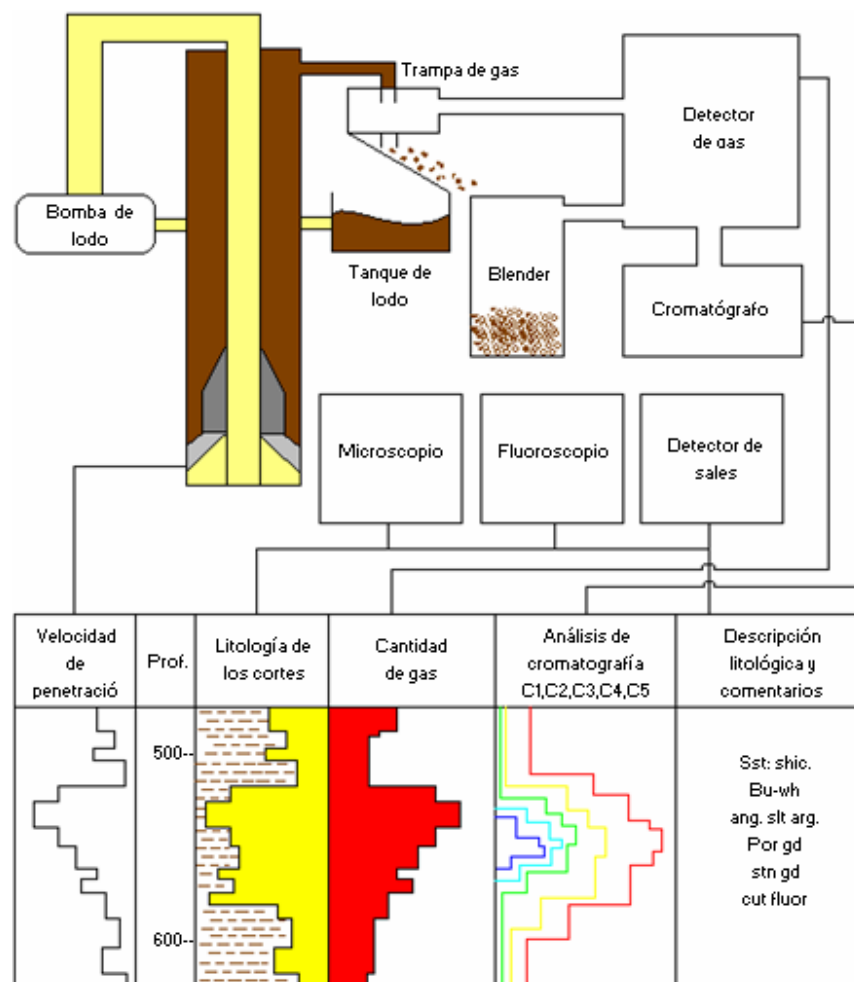 Trampa de gas
Detector
de gas
Bomba de
lodo
Tanque de
lodo
Blender
Cromatógrafo
Microscopio
Fluoroscopio
Detector de
sales
Velocidad
de
penetració
Prof.
Litología de
los cortes
Cantidad
de gas
Análisis de
cromatografía
C1,C2,C3,C4,C5
Descripción
litológica y
comentarios
500--
600--
Sst: shic.
Bu-wh
ang. slt arg.
Por gd
stn gd
cut fluor